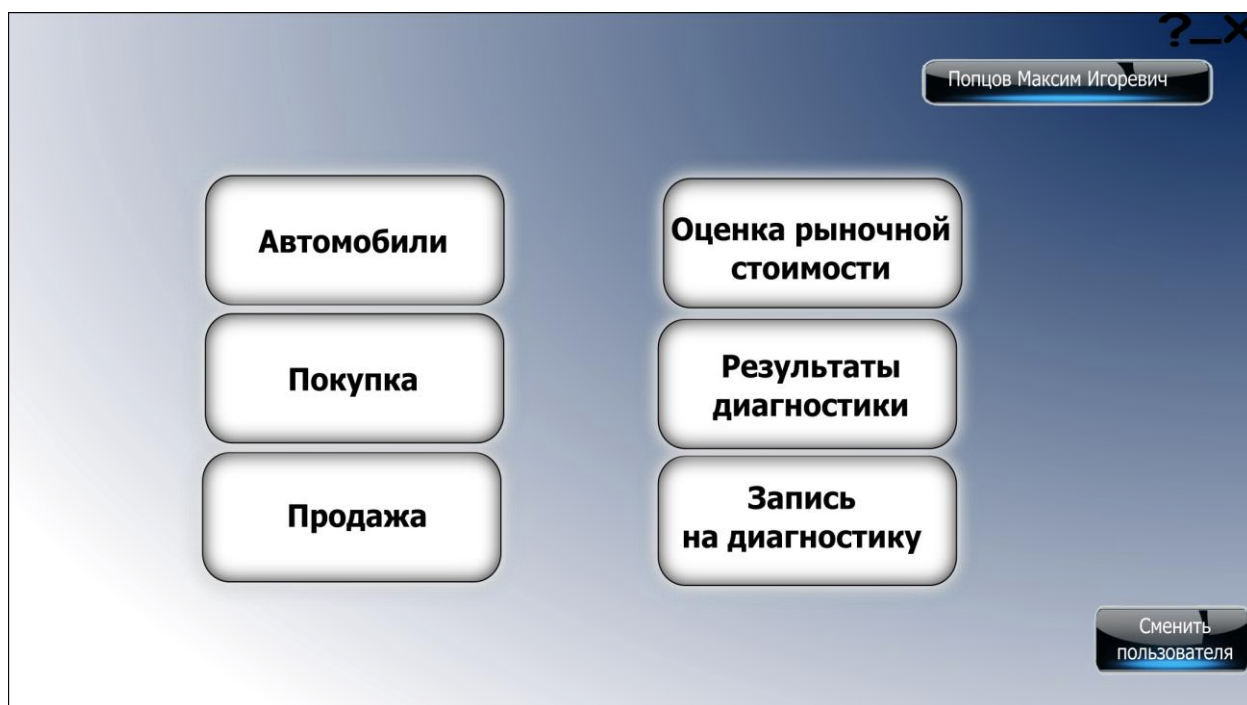 ?_X
Попцов Максим Игоревич
Автомобили
Покупка
Продажа
Оценка рыночной
стоимости
Результаты
диагностики
Запись
на диагностику
Сменить
пользователя